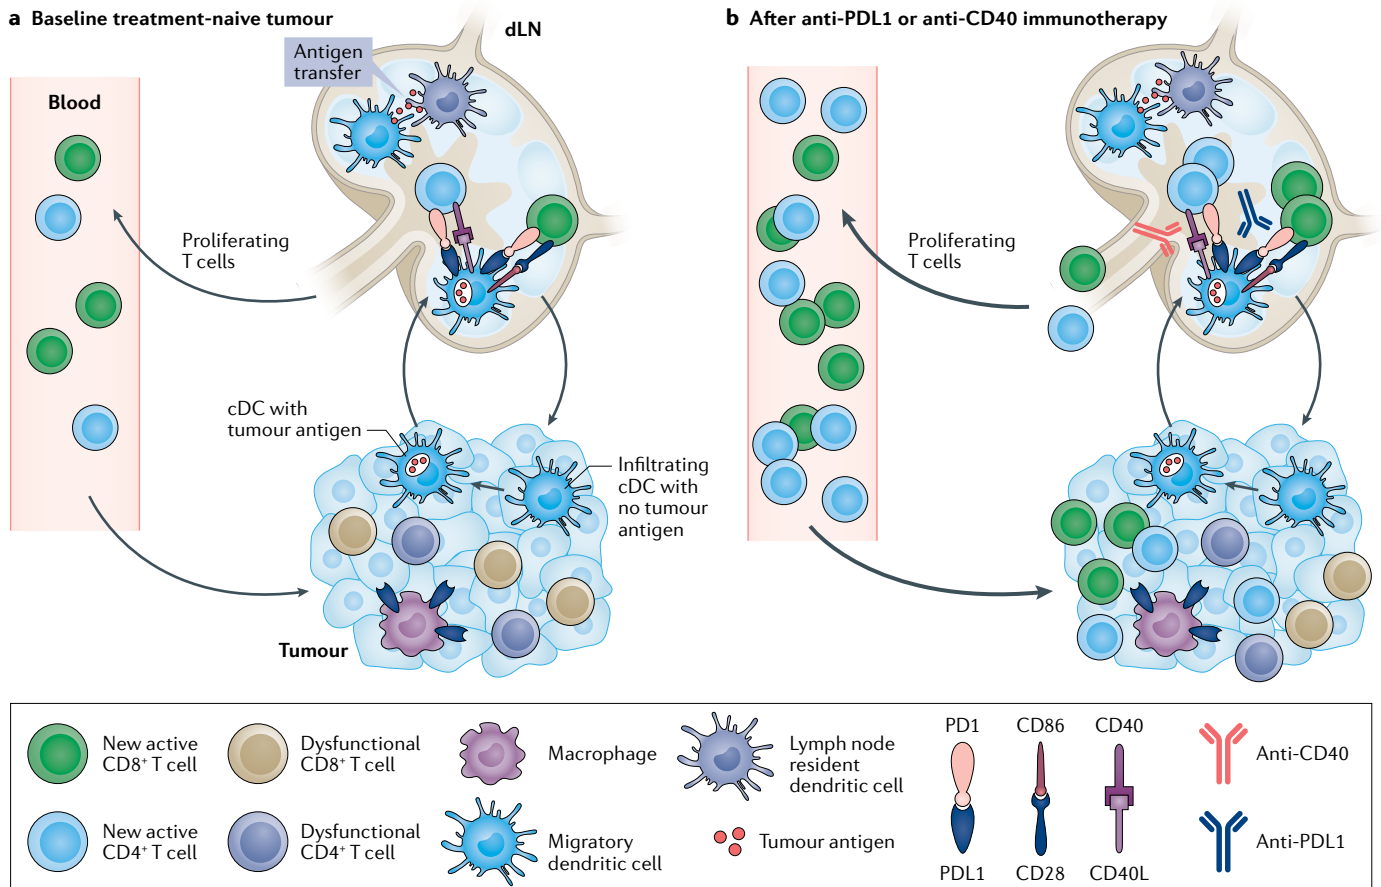 a Baseline treatment-naive tumour
dLN
Antigen
transfer
Blood
Proliferating
T cells
cDC with
tumour antigen
Infiltrating
cDC with
no tumour
antigen
Tumour
b After anti-PDL1 or anti-CD40 immunotherapy
Proliferating
T cells
New active
CD8⁺ T cell
Dysfunctional
CD8⁺ T cell
Macrophage
Lymph node
resident
dendritic cell
PD1
CD86
CD40
Anti-CD40
New active
CD4⁺ T cell
Dysfunctional
CD4⁺ T cell
Migratory
dendritic cell
Tumour antigen
PDL1
CD28
CD40L
Anti-PDL1